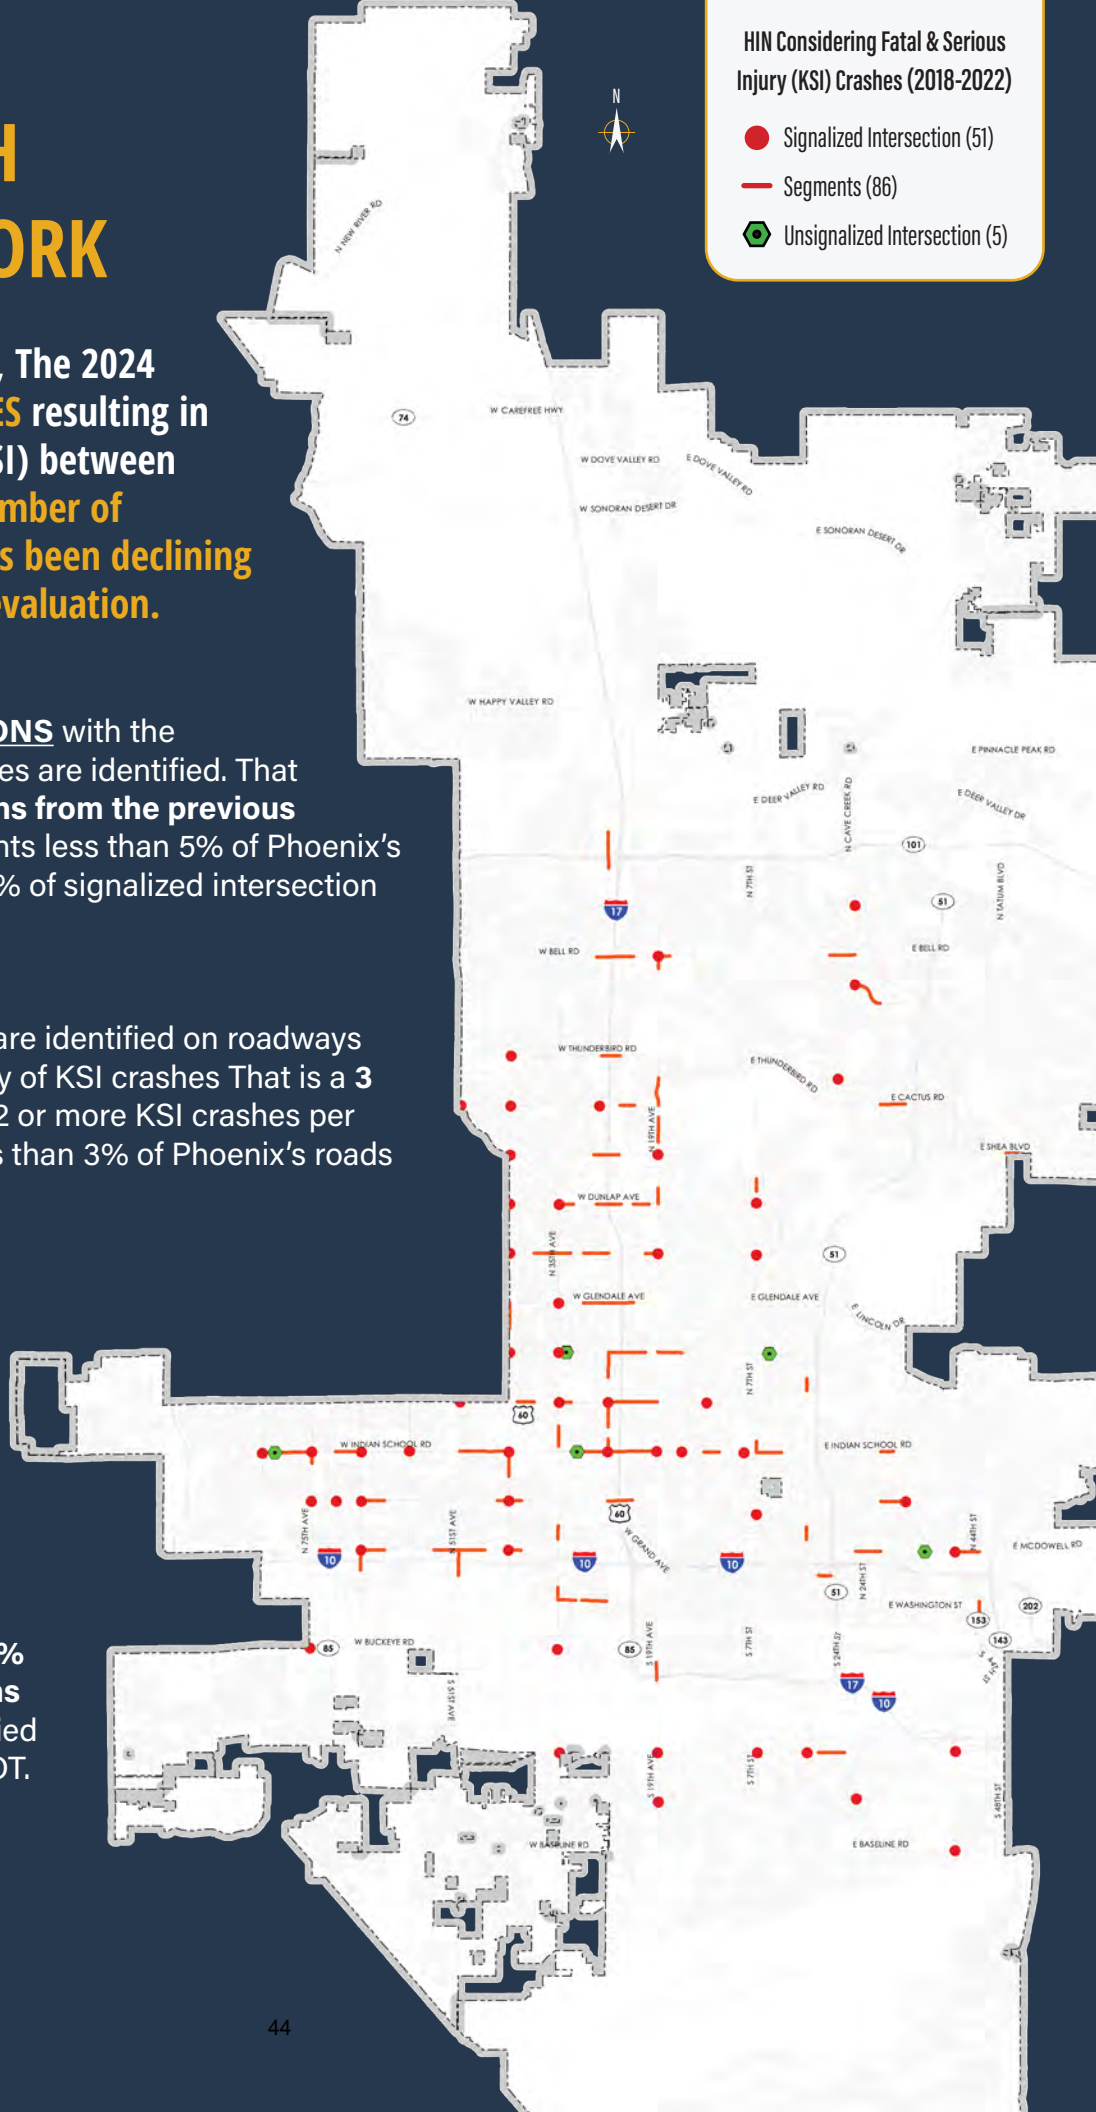 H
ORK
, The 2024
ES resulting in
SI) between
mber of
s been declining
evaluation.
ONS with the
es are identified. That
ns from the previous
nts less than 5% of Phoenix's
% of signalized intersection
are identified on roadways
y of KSI crashes That is a 3
2 or more KSI crashes per
s than 3% of Phoenix's roads
%
ns
ied
OT.
44
HIN Considering Fatal & Serious
Injury (KSI) Crashes (2018-2022)
Signalized Intersection (51)
Segments (86)
Unsignalized Intersection (5)
N
N NEW RIVER RD
74
W CAREFREE HWY
W DOVE VALLEY RD
E DOVE VALLEY RD
W SONORAN DESERT DR
E SONORAN DESERT DR
W HAPPY VALLEY RD
E PINNACLE PEAK RD
E DEER VALLEY RD
N CAVE CREEK RD
E DEER VALLEY DR
101
N 7TH ST
N TATUM BLVD
51
17
W BELL RD
E BELL RD
W THUNDERBIRD RD
E THUNDERBIRD RD
E CACTUS RD
N 19TH AVE
E SHEA BLVD
W DUNLAP AVE
N 35TH AVE
51
W GLENDALE AVE
E GLENDALE AVE
E LINCOLN DR
N 7TH ST
60
W INDIAN SCHOOL RD
E INDIAN SCHOOL RD
60
N 75TH AVE
N 51ST AVE
W GRAND AVE
N 44TH ST
E MCDOWELL RD
10
10
10
51
N 24TH ST
E WASHINGTON ST
202
153
143
W BUCKEYE RD
85
85
S 19TH AVE
S 7TH ST
S 24TH ST
S 44TH ST
17
10
S 51ST AVE
S 19TH AVE
S 7TH ST
S 48TH ST
W BASELINE RD
E BASELINE RD